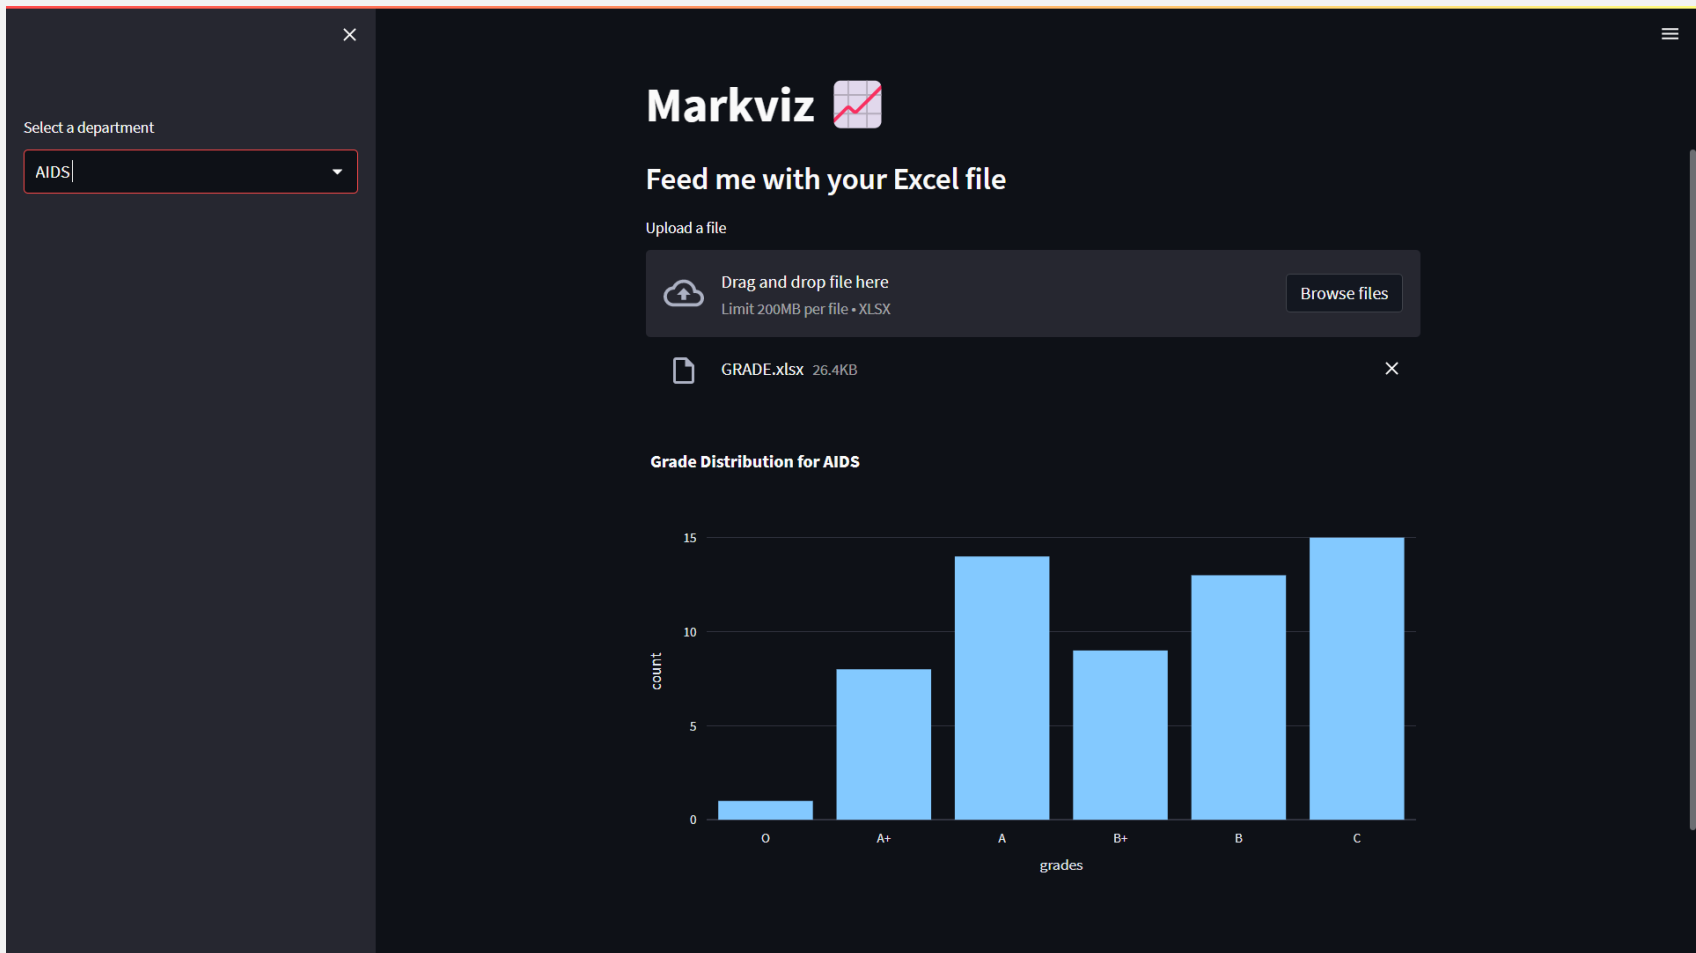 Select a department
AIDS
Markviz
Feed me with your Excel file
Upload a file
Drag and drop file here
Limit 200MB per file • XLSX
Browse files
GRADE.xlsx 26.4KB
Grade Distribution for AIDS
15
10
5
0
count
O A+ A B+ B C
grades